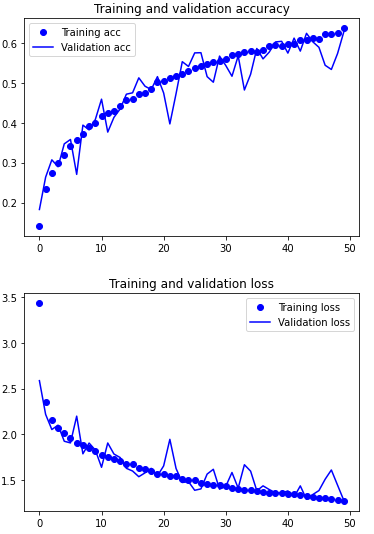 Training and validation accuracy
Training acc
Validation acc
0.6
0.5
0.4
0.3
0.2
0 10 20 30 40 50
Training and validation loss
Training loss
Validation loss
3.5
3.0
2.5
2.0
1.5
0 10 20 30 40 50